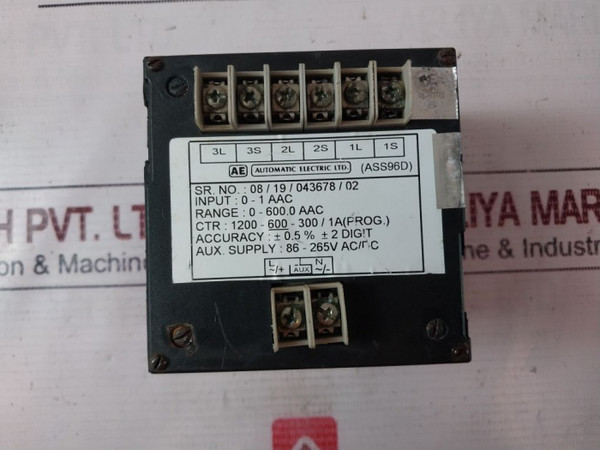 3L 3S 2L 2S 1L 1S
AE AUTOMATIC ELECTRIC LTD. (ASS96D)
SR. NO. : 08 / 19 / 043678 / 02
INPUT : 0 - 1 AAC
RANGE : 0 - 600.0 AAC
CTR : 1200 - 600 - 300 / 1A(PROG.)
ACCURACY : ± 0.5 % ± 2 DIGIT
AUX. SUPPLY : 86 - 265V AC/DC
L N
~/+ AUX ~/-
H PVT. LTD
on & Machin
IYA MAR
ne & Industr